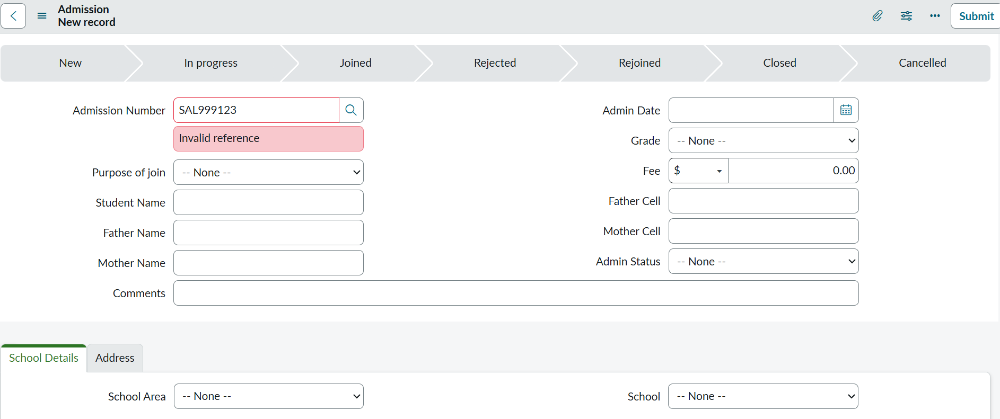 Admission
New record
Submit
New
In progress
Joined
Rejected
Rejoined
Closed
Cancelled
Admission Number
SAL999123
Invalid reference
Purpose of join
-- None --
Student Name
Father Name
Mother Name
Comments
Admin Date
Grade
-- None --
Fee
$
0.00
Father Cell
Mother Cell
Admin Status
-- None --
School Details
Address
School Area
-- None --
School
-- None --